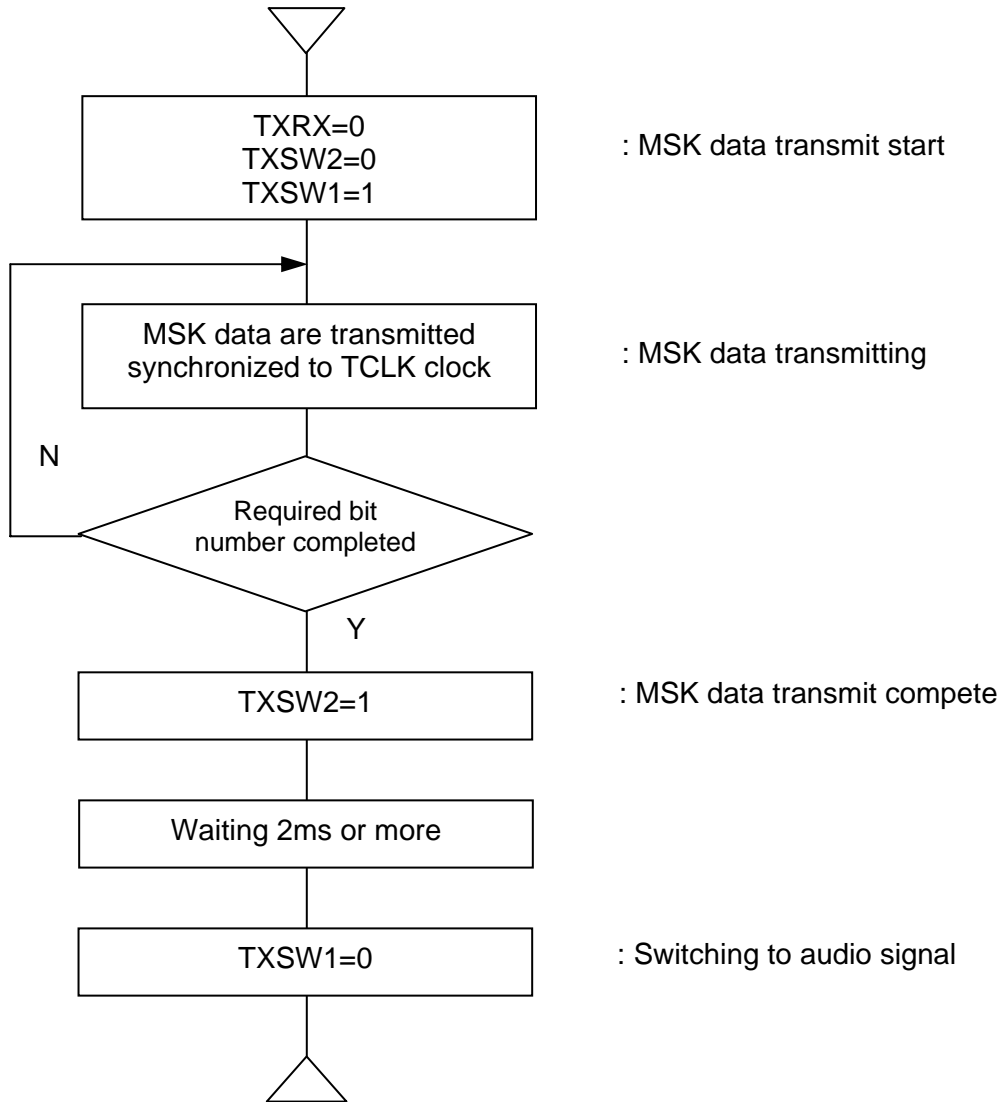 TXRX=0
TXSW2=0
TXSW1=1
: MSK data transmit start
MSK data are transmitted
synchronized to TCLK clock
: MSK data transmitting
N
Required bit
number completed
Y
TXSW2=1
: MSK data transmit compete
Waiting 2ms or more
TXSW1=0
: Switching to audio signal